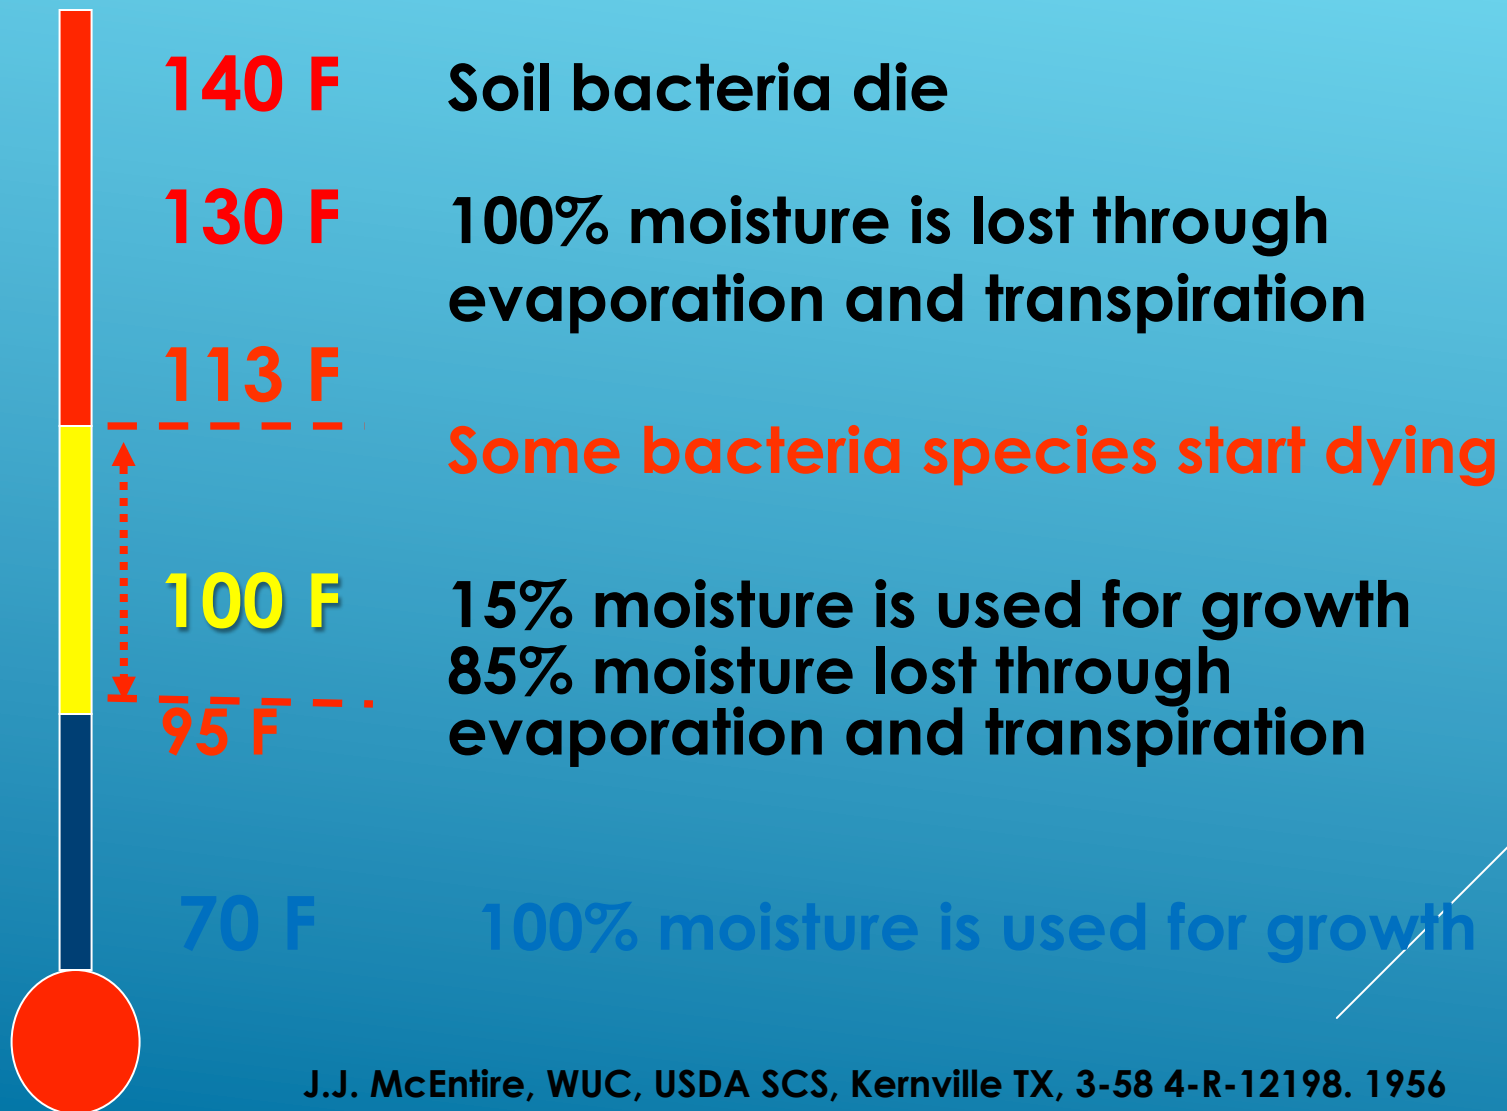 140 F Soil bacteria die
130 F 100% moisture is lost through
evaporation and transpiration
113 F
Some bacteria species start dying
100 F 15% moisture is used for growth
85% moisture lost through
95 F evaporation and transpiration
70 F 100% moisture is used for growth
J.J. McEntire, WUC, USDA SCS, Kernville TX, 3-58 4-R-12198. 1956